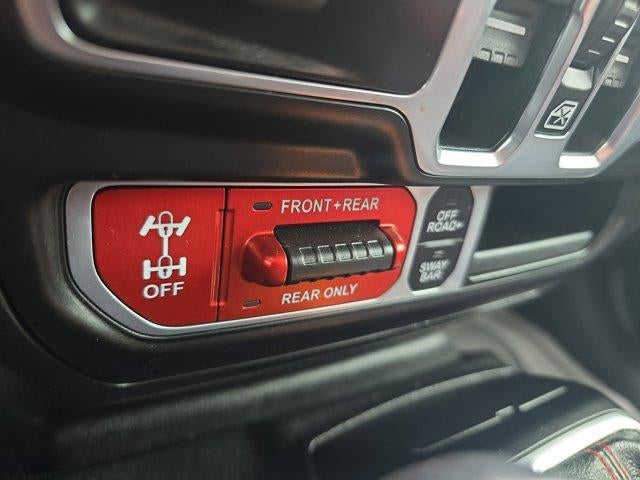 FRONT+REAR
OFF
REAR ONLY
OFF
ROAD+
SWAY
BAR